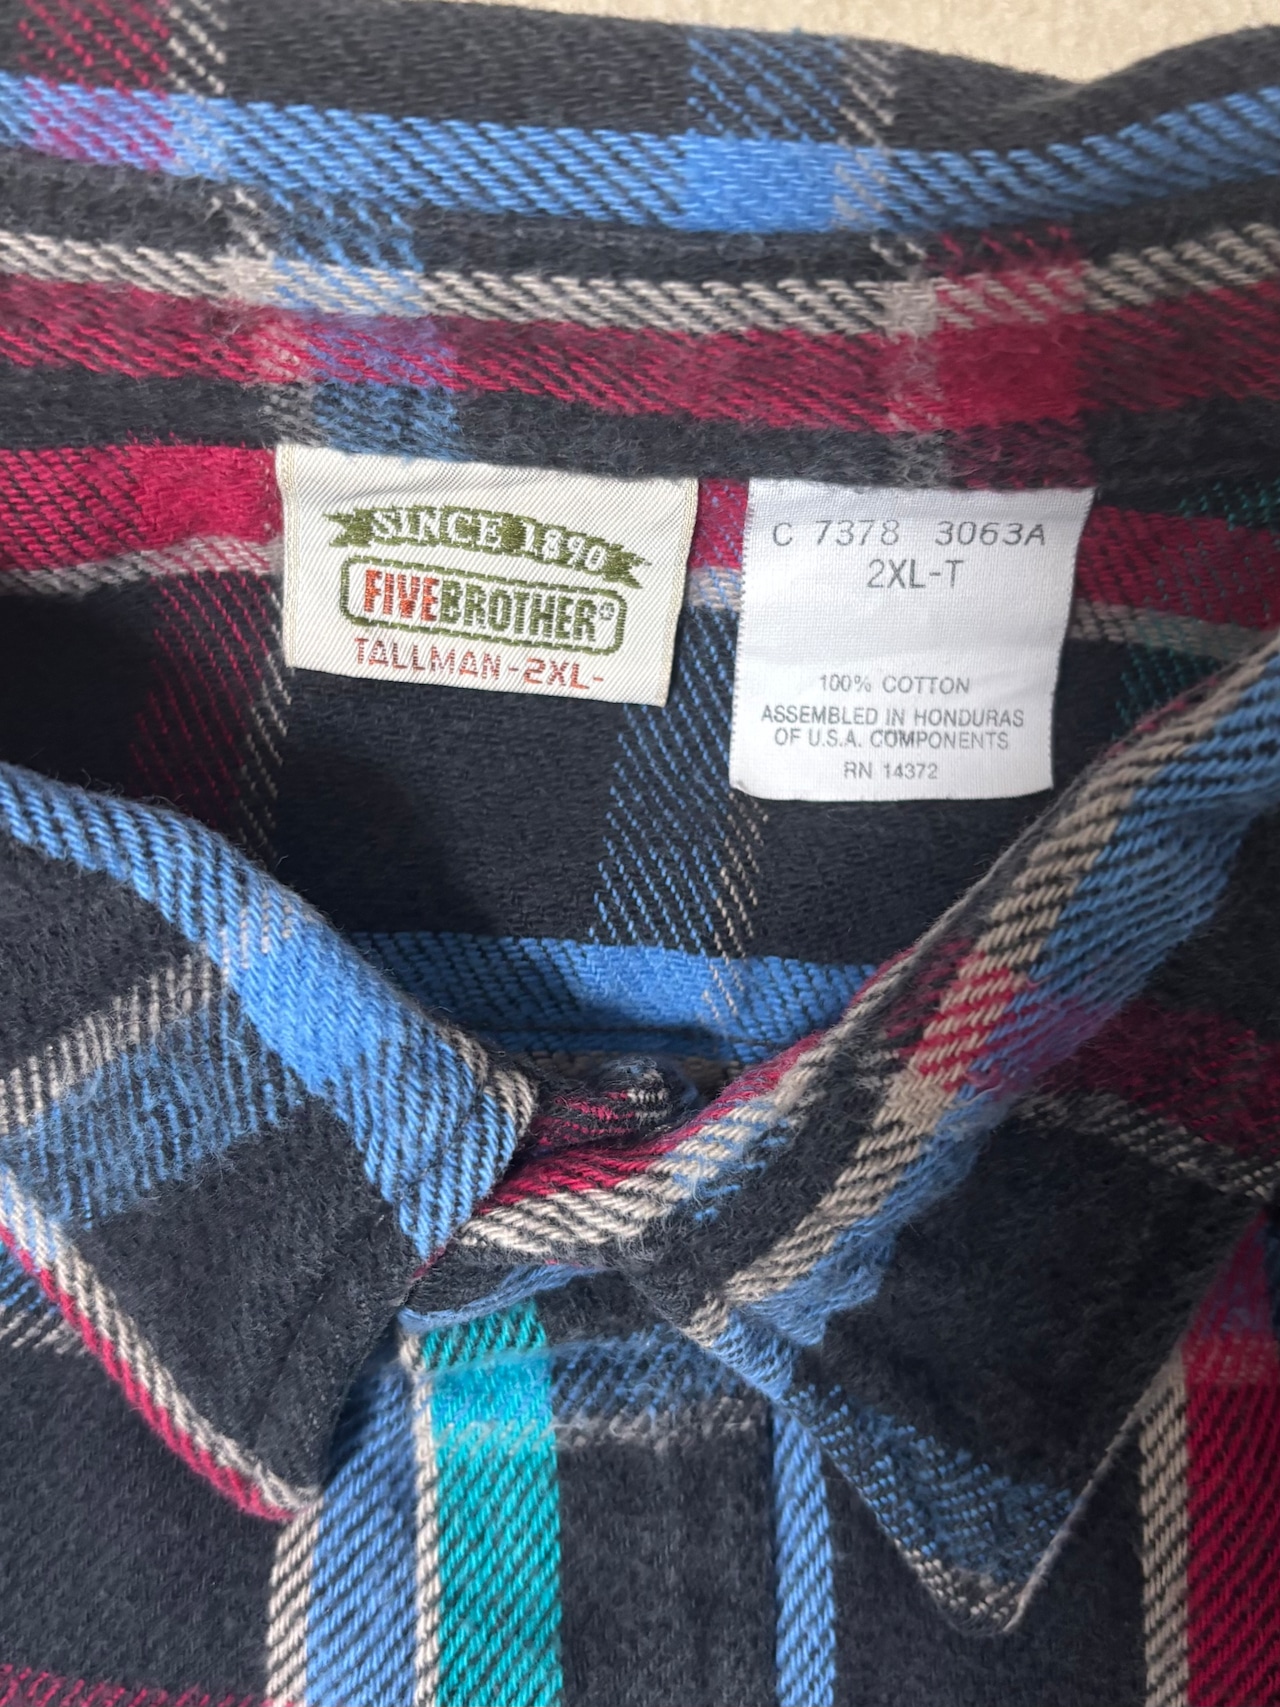 SINCE 1890
FIVEBROTHER®
TALLMAN-2XL-
C 7378 3063A
2XL-T
100% COTTON
ASSEMBLED IN HONDURAS
OF U.S.A. COMPONENTS
RN 14372